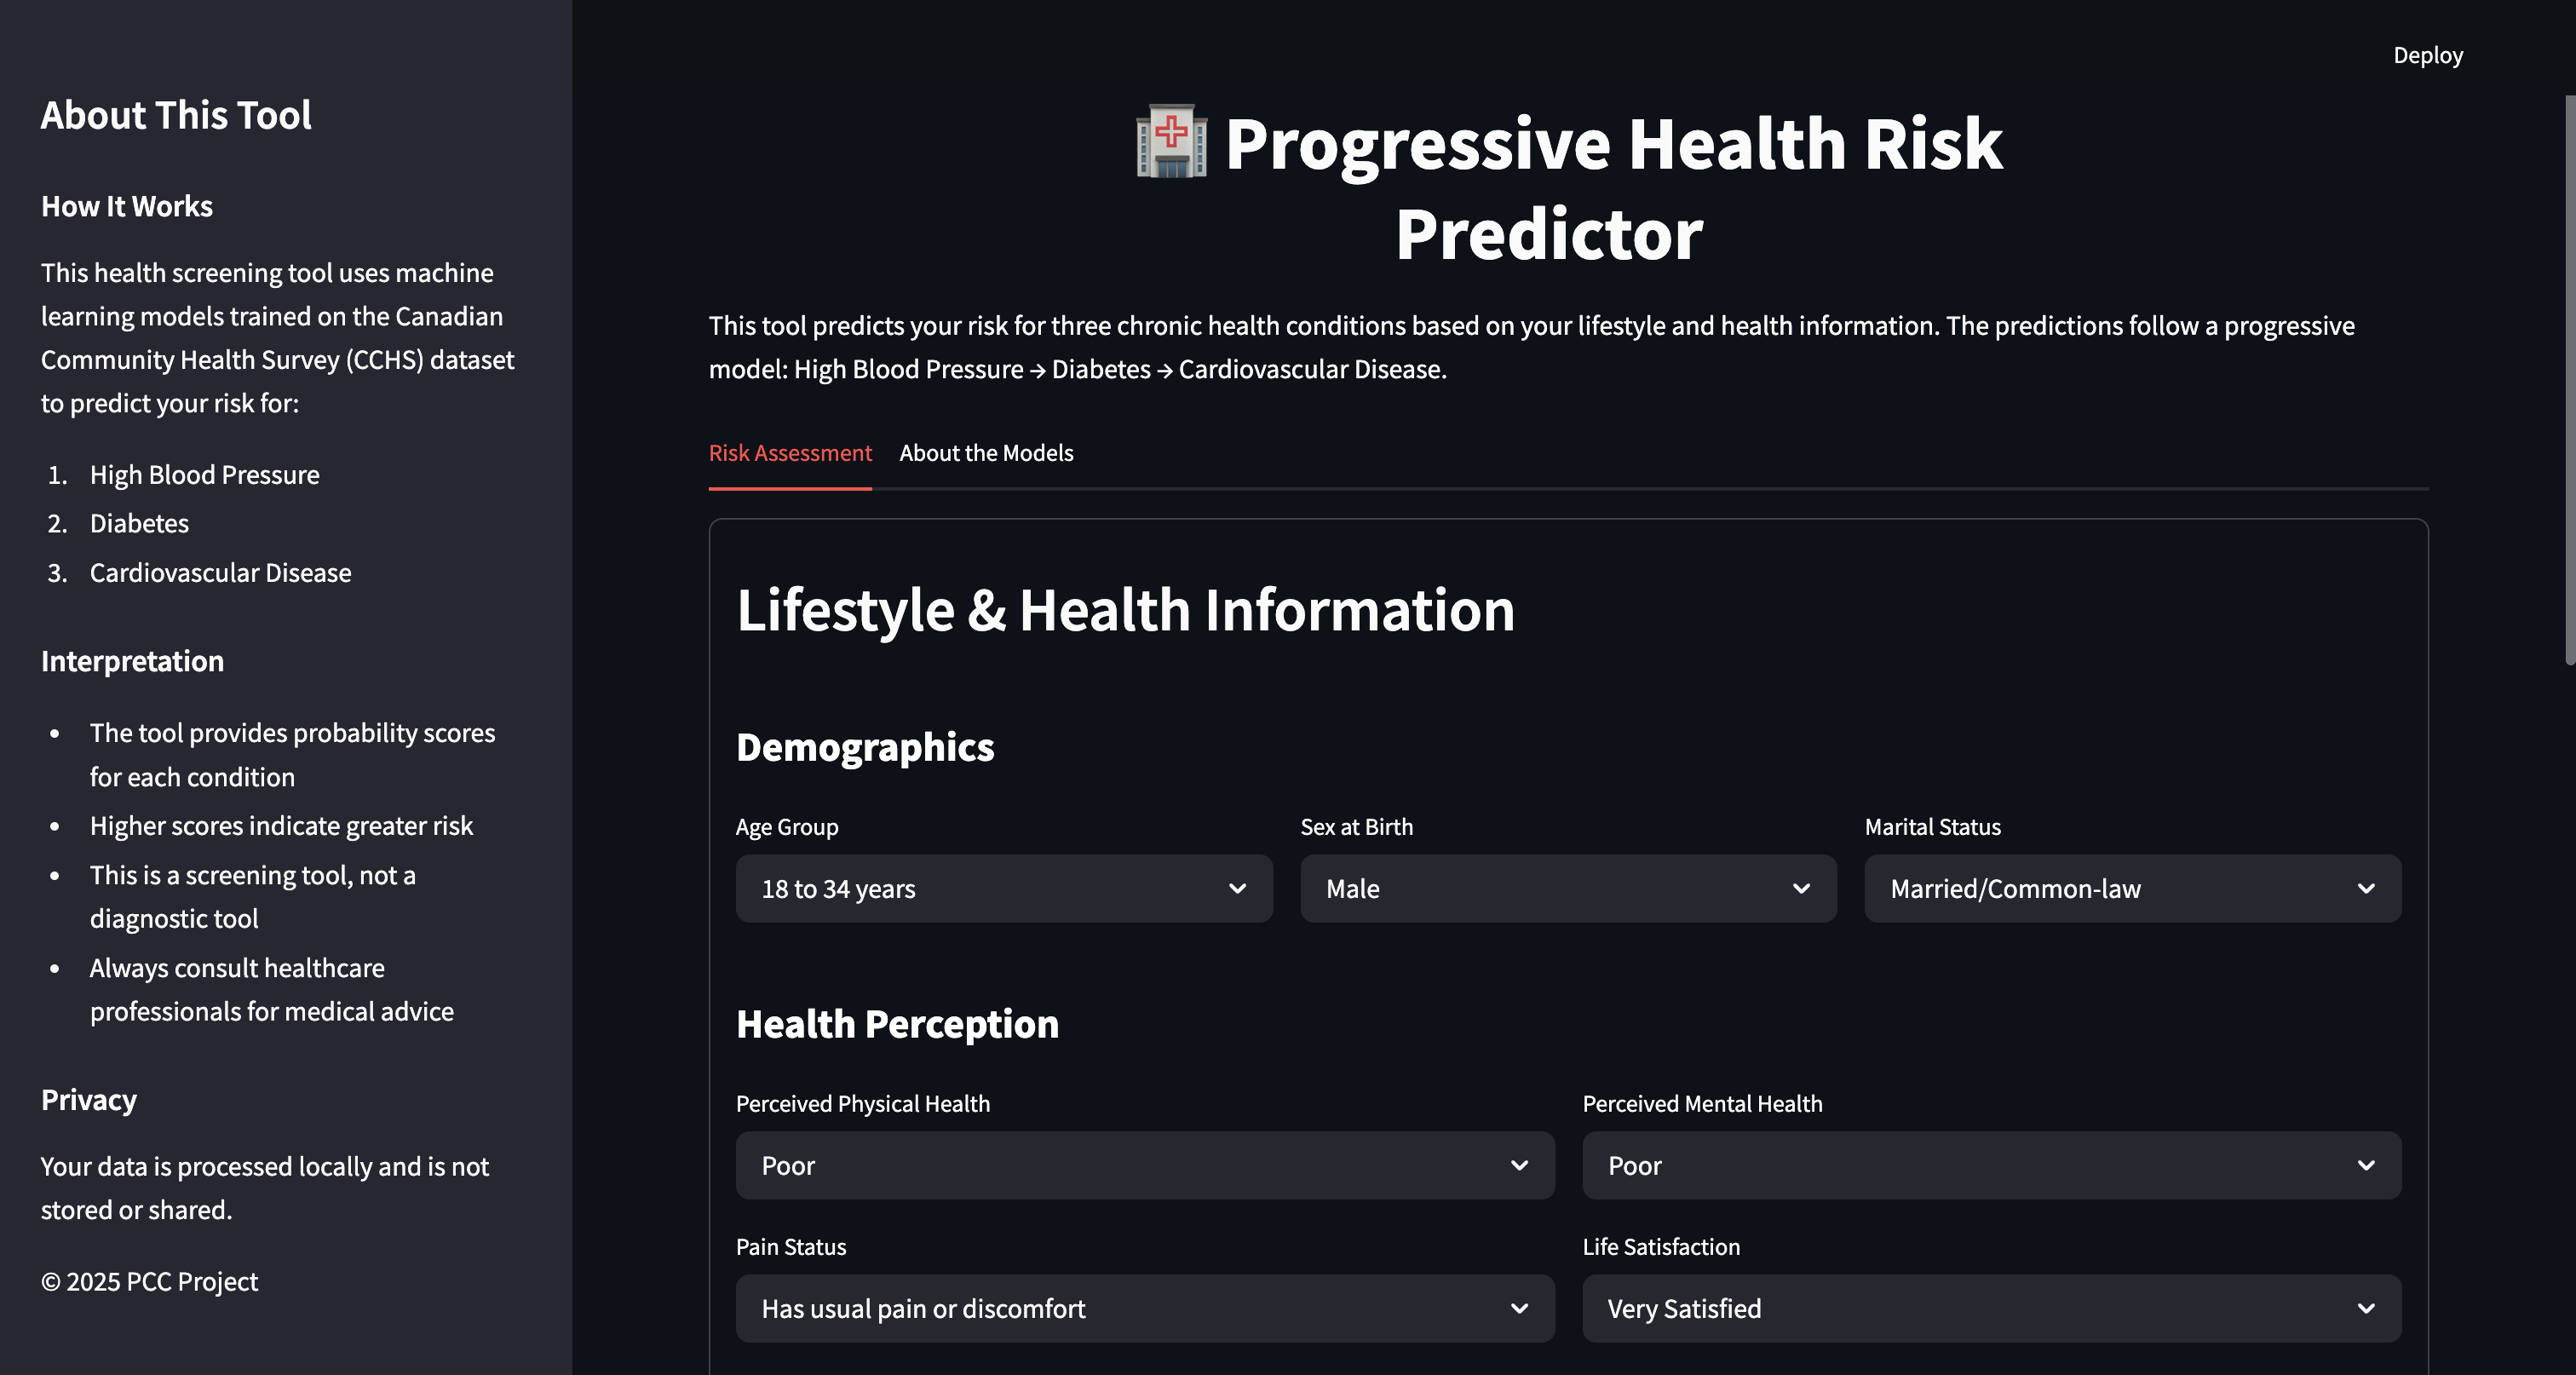 About This Tool
How It Works
This health screening tool uses machine
learning models trained on the Canadian
Community Health Survey (CCHS) dataset
to predict your risk for:
1. High Blood Pressure
2. Diabetes
3. Cardiovascular Disease
Interpretation
• The tool provides probability scores
for each condition
• Higher scores indicate greater risk
• This is a screening tool, not a
diagnostic tool
• Always consult healthcare
professionals for medical advice
Privacy
Your data is processed locally and is not
stored or shared.
© 2025 PCC Project
Deploy
Progressive Health Risk
Predictor
This tool predicts your risk for three chronic health conditions based on your lifestyle and health information. The predictions follow a progressive
model: High Blood Pressure → Diabetes → Cardiovascular Disease.
Risk Assessment About the Models
Lifestyle & Health Information
Demographics
Age Group Sex at Birth Marital Status
18 to 34 years Male Married/Common-law
Health Perception
Perceived Physical Health Perceived Mental Health
Poor Poor
Pain Status Life Satisfaction
Has usual pain or discomfort Very Satisfied